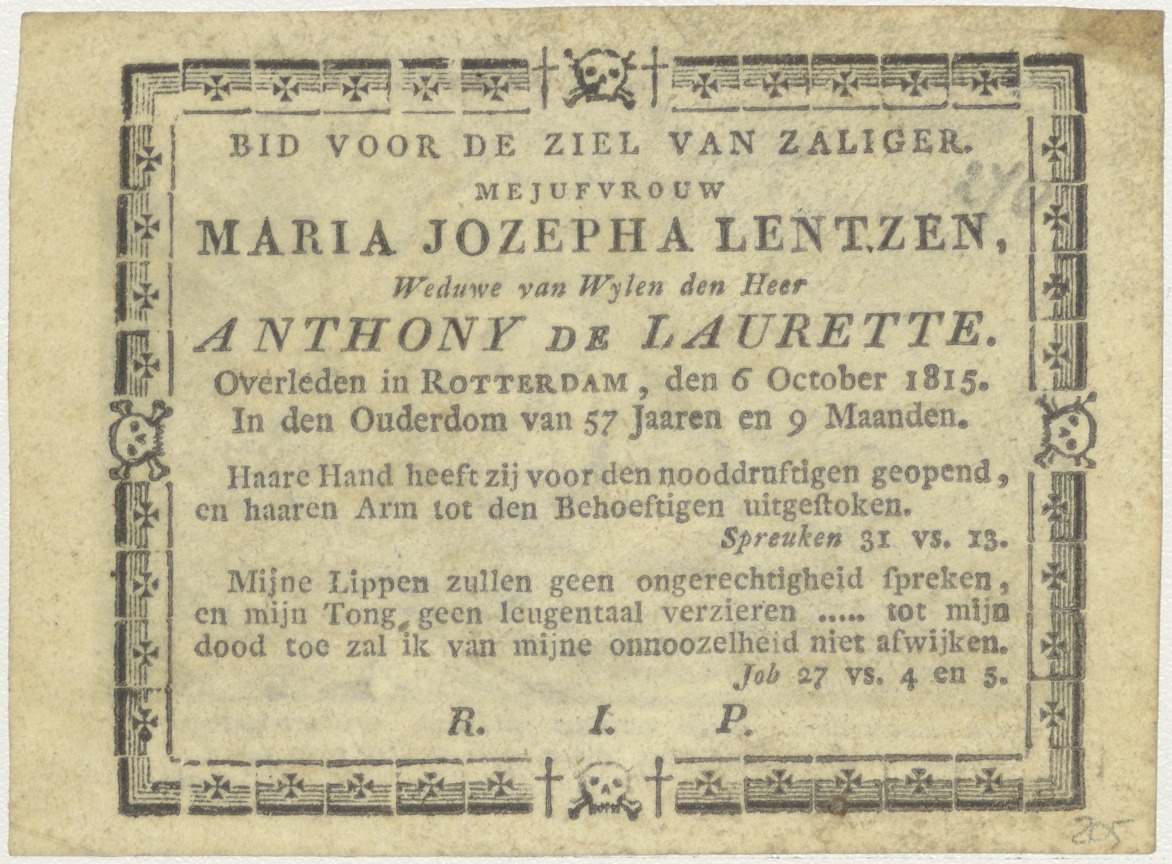 BID VOOR DE ZIEL VAN ZALIGER.
MEJUFVROUW
MARIA JOZEPHA LENTZEN,
Weduwe van Wylen den Heer
ANTHONY DE LAURETTE.
Overleden in ROTTERDAM, den 6 October 1815.
In den Ouderdom van 57 Jaaren en 9 Maanden.
Haare Hand heeft zij voor den nooddruftigen geopend,
en haaren Arm tot den Behoeftigen uitgeſtoken.
Spreuken 31 vs. 13.
Mijne Lippen zullen geen ongerechtigheid ſpreken,
en mijn Tong geen leugentaal verzieren ..... tot mijn
dood toe zal ik van mijne onnoozelheid niet afwijken.
Job 27 vs. 4 en 5.
R. I. P.
205